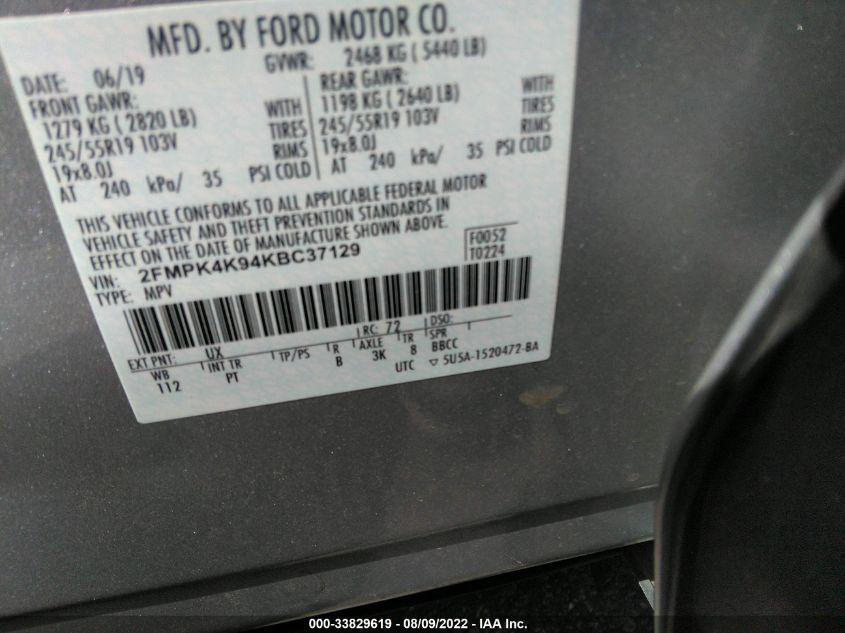 MFD. BY FORD MOTOR CO.
DATE: 06/19 GVWR: 2468 KG ( 5440 LB)
FRONT GAWR: REAR GAWR:
1279 KG ( 2820 LB) WITH 1198 KG ( 2640 LB) WITH
245/55R19 103V TIRES 245/55R19 103V TIRES
19x8.0J RIMS 19x8.0J RIMS
AT 240 kPa/ 35 PSI COLD AT 240 kPa/ 35 PSI COLD
THIS VEHICLE CONFORMS TO ALL APPLICABLE FEDERAL MOTOR
VEHICLE SAFETY AND THEFT PREVENTION STANDARDS IN
EFFECT ON THE DATE OF MANUFACTURE SHOWN ABOVE.
VIN: 2FMPK4K94KBC37129 F0052
TYPE: MPV T0224
EXT PNT: UX RC: 72 DSO:
WB INT TR TP/PS R AXLE TR SPR
112 PT B 3K 8 BBCC
UTC ▽ 5U5A-1520472-BA
000-33829619 - 08/09/2022 - IAA Inc.